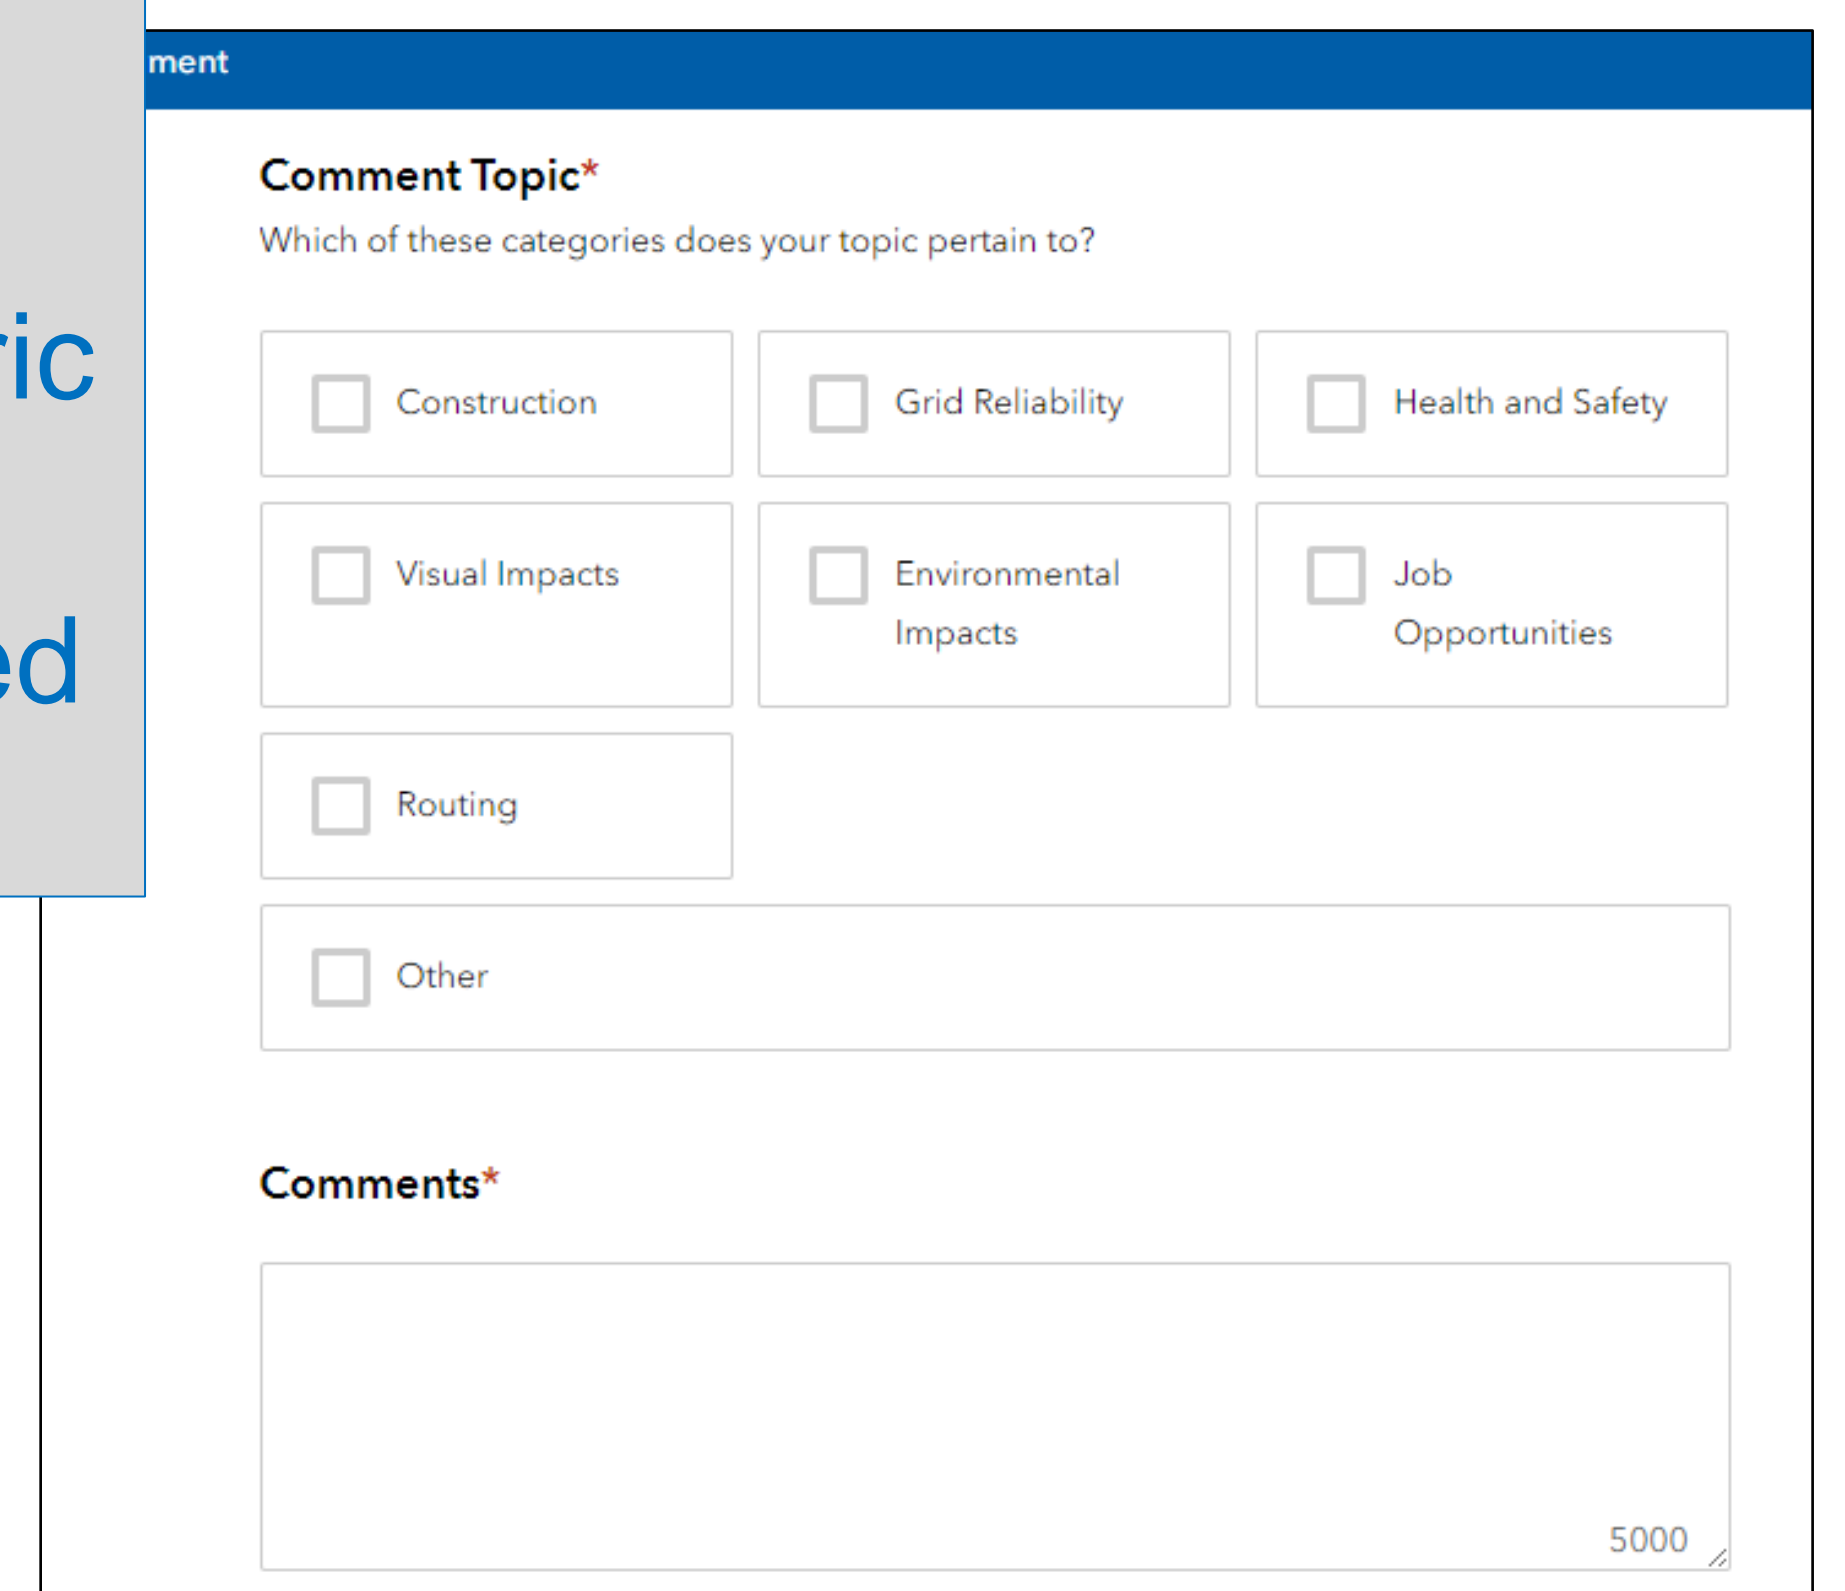 ment
Comment Topic*
Which of these categories does your topic pertain to?
ric
Construction
Grid Reliability
Health and Safety
Visual Impacts
Environmental
Impacts
Job
Opportunities
ed
Routing
Other
Comments*
5000